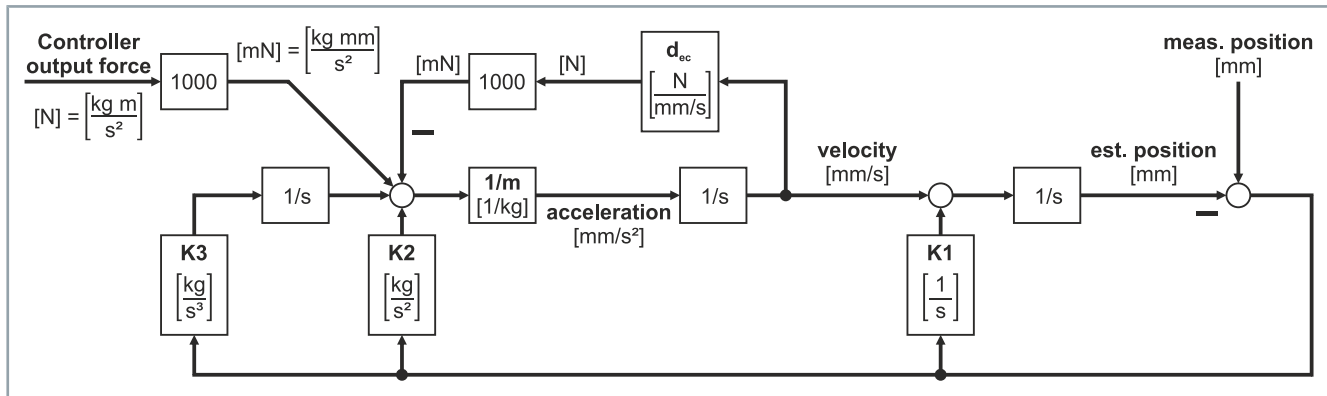 Controller
output force
[N] = [kg m
s²]
1000
[mN] = [kg mm
s²]
[mN]
1000
[N]
dec
[N
mm/s]
meas. position
[mm]
1/s
1/m
[1/kg]
acceleration
[mm/s²]
1/s
velocity
[mm/s]
1/s
est. position
[mm]
K3
[kg
s³]
K2
[kg
s²]
K1
[1
s]